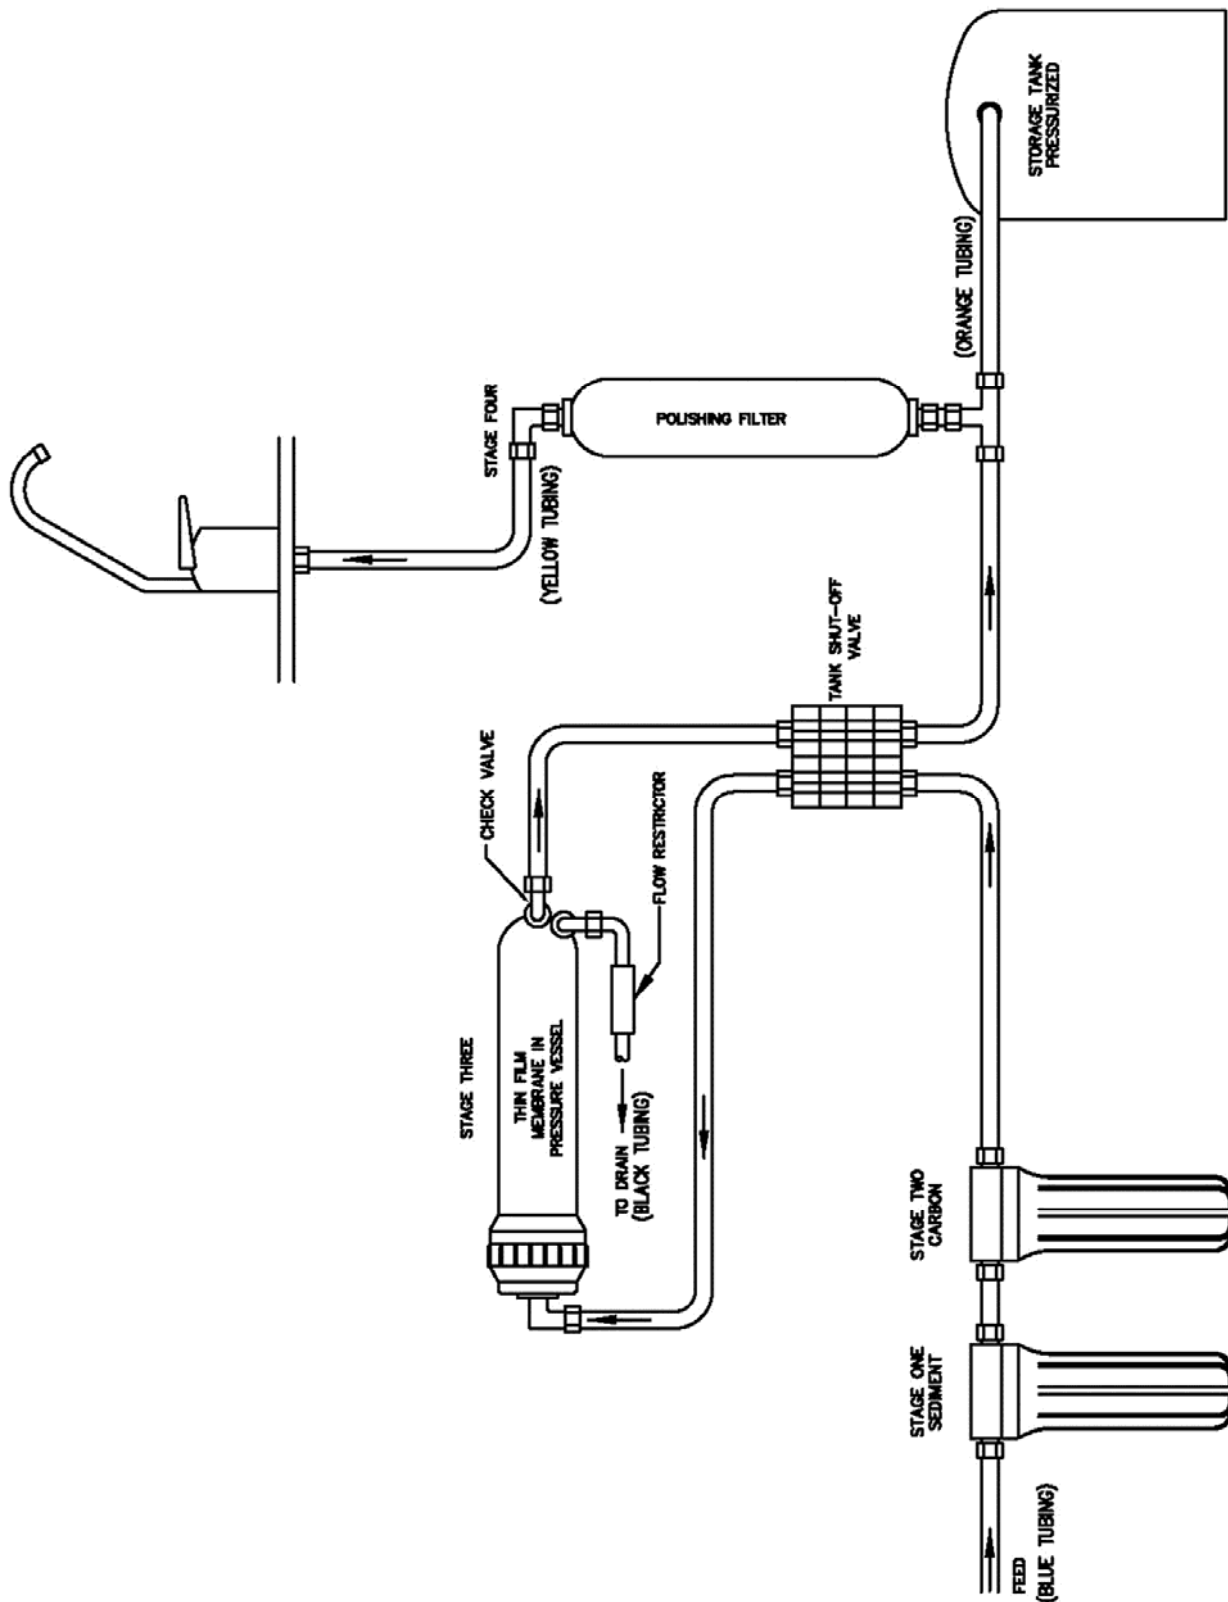 STORAGE TANK
PRESSURIZED
(ORANGE TUBING)
STAGE FOUR
POLISHING FILTER
(YELLOW TUBING)
TANK SHUT-OFF
VALVE
CHECK VALVE
FLOW RESTRICTOR
STAGE THREE
THIN FILM
MEMBRANE IN
PRESSURE VESSEL
TO DRAIN
(BLACK TUBING)
STAGE TWO
CARBON
STAGE ONE
SEDIMENT
FEED
(BLUE TUBING)